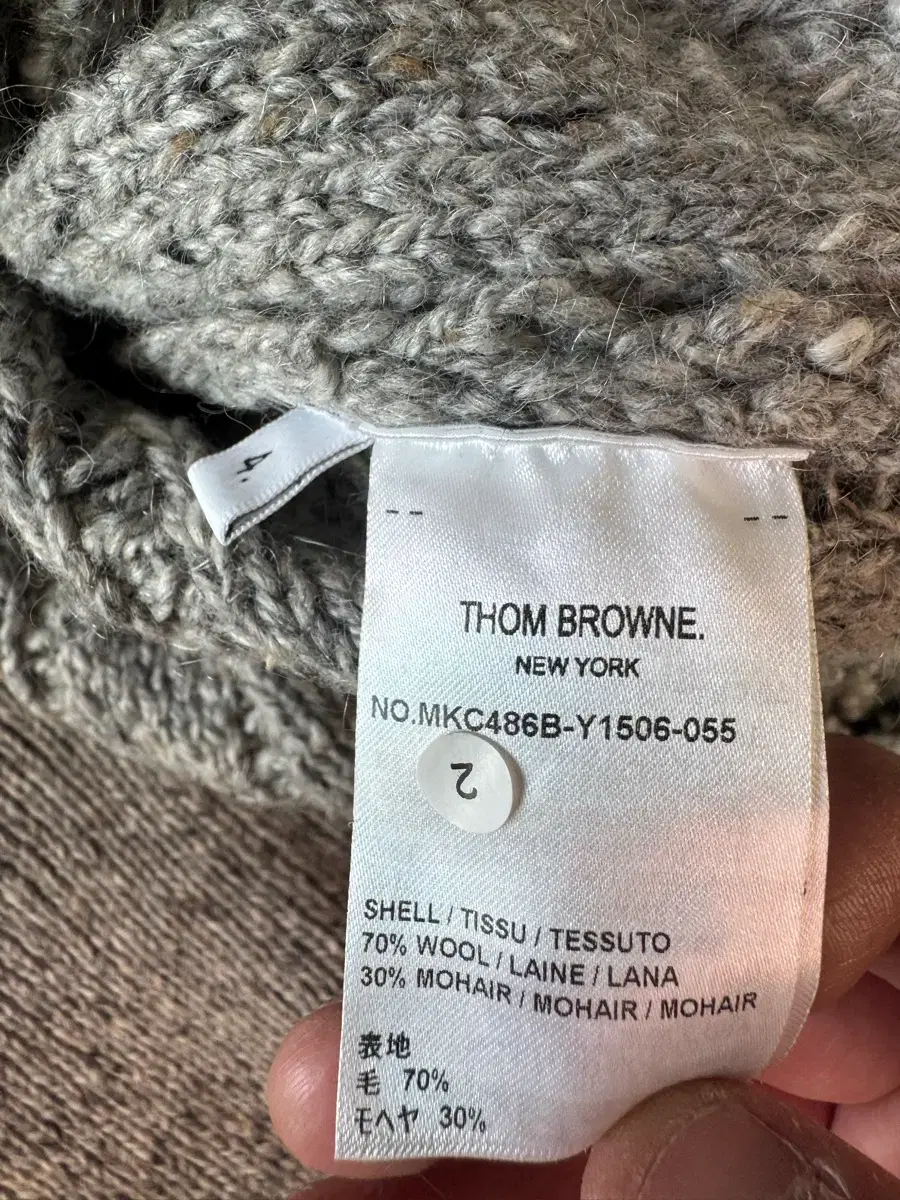 4.
THOM BROWNE.
NEW YORK
NO.MKC486B-Y1506-055
2
SHELL / TISSU / TESSUTO
70% WOOL / LAINE / LANA
30% MOHAIR / MOHAIR / MOHAIR
表地
毛 70%
モヘヤ 30%